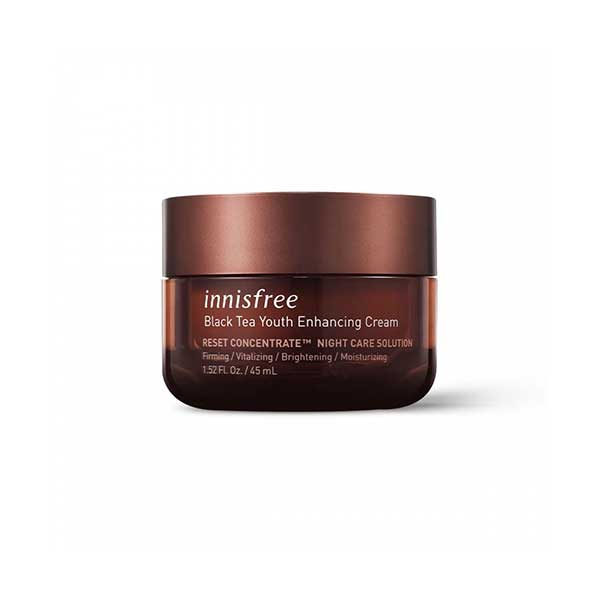 innisfree
Black Tea Youth Enhancing Cream
RESET CONCENTRATE™ NIGHT CARE SOLUTION
Firming / Vitalizing / Brightening / Moisturizing
1.52 FL. Oz. / 45 mL